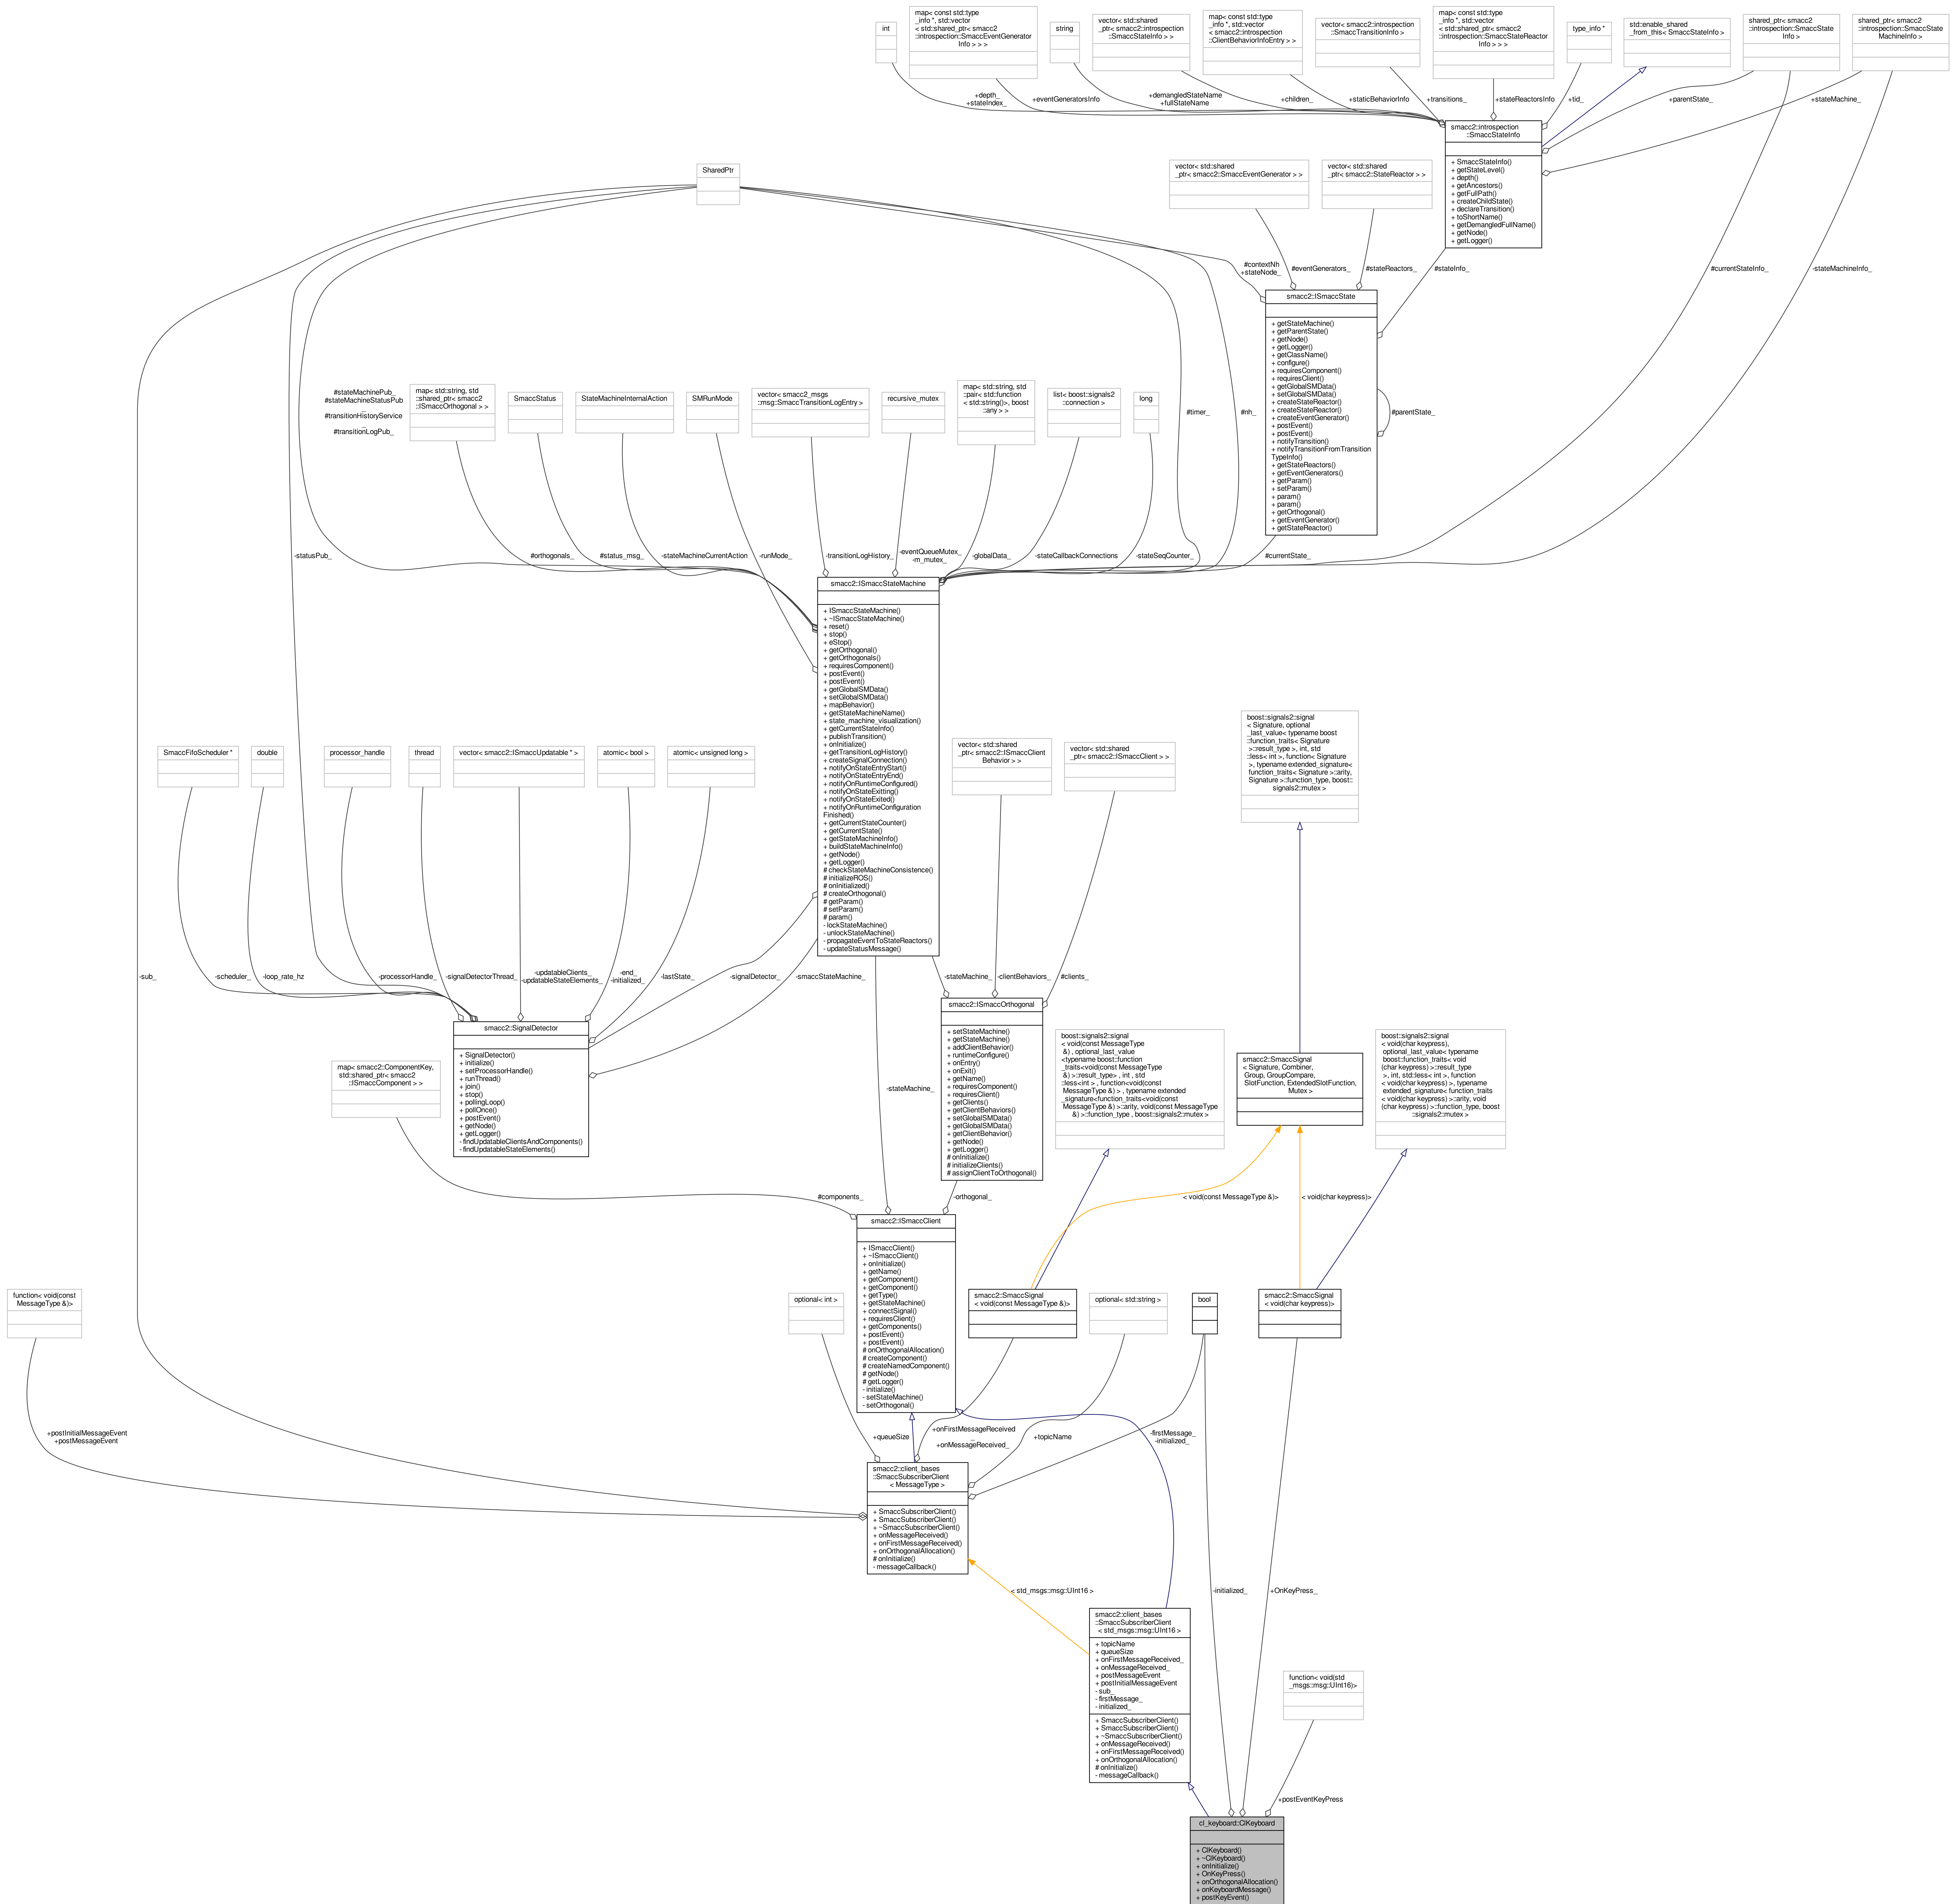 int
map< const std::type
_info *, std::vector
< std::shared_ptr< smacc2
::introspection::SmaccEventGenerator
Info > > >
string
vector< std::shared
_ptr< smacc2::introspection
::SmaccStateInfo > >
map< const std::type
_info *, std::vector
< smacc2::introspection
::ClientBehaviorInfoEntry > >
vector< smacc2::introspection
::SmaccTransitionInfo >
map< const std::type
_info *, std::vector
< std::shared_ptr< smacc2
::introspection::SmaccStateReactor
Info > > >
type_info *
std::enable_shared
_from_this< SmaccStateInfo >
shared_ptr< smacc2
::introspection::SmaccState
Info >
shared_ptr< smacc2
::introspection::SmaccState
MachineInfo >
+depth_
+stateIndex_
+eventGeneratorsInfo
+demangledStateName
+fullStateName
+children_
+staticBehaviorInfo
+transitions_
+stateReactorsInfo
+tid_
+parentState_
+stateMachine_
smacc2::introspection
::SmaccStateInfo
+ SmaccStateInfo()
+ getStateLevel()
+ depth()
+ getAncestors()
+ getFullPath()
+ createChildState()
+ declareTransition()
+ toShortName()
+ getDemangledFullName()
+ getNode()
+ getLogger()
SharedPtr
vector< std::shared
_ptr< smacc2::SmaccEventGenerator > >
vector< std::shared
_ptr< smacc2::StateReactor > >
#contextNh
+stateNode_
#eventGenerators_
#stateReactors_
#stateInfo_
#currentStateInfo_
-stateMachineInfo_
smacc2::ISmaccState
+ getStateMachine()
+ getParentState()
+ getNode()
+ getLogger()
+ getClassName()
+ configure()
+ requiresComponent()
+ requiresClient()
+ getGlobalSMData()
+ setGlobalSMData()
+ createStateReactor()
+ createStateReactor()
+ createEventGenerator()
+ postEvent()
+ postEvent()
+ notifyTransition()
+ notifyTransitionFromTransition
TypeInfo()
+ getStateReactors()
+ getEventGenerators()
+ getParam()
+ setParam()
+ param()
+ param()
+ getOrthogonal()
+ getEventGenerator()
+ getStateReactor()
#parentState_
#stateMachinePub_
#stateMachineStatusPub
_
#transitionHistoryService
_
#transitionLogPub_
map< std::string, std
::shared_ptr< smacc2
::ISmaccOrthogonal > >
SmaccStatus
StateMachineInternalAction
SMRunMode
vector< smacc2_msgs
::msg::SmaccTransitionLogEntry >
recursive_mutex
map< std::string, std
::pair< std::function
< std::string()>, boost
::any > >
list< boost::signals2
::connection >
long
#timer_
#nh_
-statusPub_
#orthogonals_
#status_msg_
-stateMachineCurrentAction
-runMode_
-transitionLogHistory_
-eventQueueMutex_
-m_mutex_
-globalData_
-stateCallbackConnections
-stateSeqCounter_
#currentState_
smacc2::ISmaccStateMachine
+ ISmaccStateMachine()
+ ~ISmaccStateMachine()
+ reset()
+ stop()
+ eStop()
+ getOrthogonal()
+ getOrthogonals()
+ requiresComponent()
+ postEvent()
+ postEvent()
+ getGlobalSMData()
+ setGlobalSMData()
+ mapBehavior()
+ getStateMachineName()
+ state_machine_visualization()
+ getCurrentStateInfo()
+ publishTransition()
+ onInitialize()
+ getTransitionLogHistory()
+ createSignalConnection()
+ notifyOnStateEntryStart()
+ notifyOnStateEntryEnd()
+ notifyOnRuntimeConfigured()
+ notifyOnStateExitting()
+ notifyOnStateExited()
+ notifyOnRuntimeConfiguration
Finished()
+ getCurrentStateCounter()
+ getCurrentState()
+ getStateMachineInfo()
+ buildStateMachineInfo()
+ getNode()
+ getLogger()
# checkStateMachineConsistence()
# initializeROS()
# onInitialized()
# createOrthogonal()
# getParam()
# setParam()
# param()
- lockStateMachine()
- unlockStateMachine()
- propagateEventToStateReactors()
- updateStatusMessage()
SmaccFifoScheduler *
double
processor_handle
thread
vector< smacc2::ISmaccUpdatable * >
atomic< bool >
atomic< unsigned long >
vector< std::shared
_ptr< smacc2::ISmaccClient
Behavior > >
vector< std::shared
_ptr< smacc2::ISmaccClient > >
boost::signals2::signal
< Signature, optional
_last_value< typename boost
::function_traits< Signature
>::result_type >, int, std
::less< int >, function< Signature
>, typename extended_signature<
function_traits< Signature >::arity,
Signature >::function_type, boost::
signals2::mutex >
-sub_
-scheduler_
-loop_rate_hz
-processorHandle_
-signalDetectorThread_
-updatableClients_
-updatableStateElements_
-end_
-initialized_
-lastState_
-signalDetector_
-smaccStateMachine_
-stateMachine_
-clientBehaviors_
#clients_
smacc2::SignalDetector
+ SignalDetector()
+ initialize()
+ setProcessorHandle()
+ runThread()
+ join()
+ stop()
+ pollingLoop()
+ pollOnce()
+ postEvent()
+ getNode()
+ getLogger()
- findUpdatableClientsAndComponents()
- findUpdatableStateElements()
smacc2::ISmaccOrthogonal
+ setStateMachine()
+ getStateMachine()
+ addClientBehavior()
+ runtimeConfigure()
+ onEntry()
+ onExit()
+ getName()
+ requiresComponent()
+ requiresClient()
+ getClients()
+ getClientBehaviors()
+ setGlobalSMData()
+ getGlobalSMData()
+ getClientBehavior()
+ getNode()
+ getLogger()
# onInitialize()
# initializeClients()
# assignClientToOrthogonal()
map< smacc2::ComponentKey,
std::shared_ptr< smacc2
::ISmaccComponent > >
boost::signals2::signal
< void(const MessageType
&) , optional_last_value
<typename boost::function
_traits<void(const MessageType
&) >::result_type> , int , std
::less<int > , function<void(const
MessageType &) > , typename extended
_signature<function_traits<void(const
MessageType &) >::arity, void(const MessageType
&) >::function_type , boost::signals2::mutex >
smacc2::SmaccSignal
< Signature, Combiner,
Group, GroupCompare,
SlotFunction, ExtendedSlotFunction,
Mutex >
boost::signals2::signal
< void(char keypress),
optional_last_value< typename
boost::function_traits< void
(char keypress) >::result_type
>, int, std::less< int >, function
< void(char keypress) >, typename
extended_signature< function_traits
< void(char keypress) >::arity, void
(char keypress) >::function_type, boost
::signals2::mutex >
-stateMachine_
#components_
-orthogonal_
< void(const MessageType &)>
< void(char keypress)>
smacc2::ISmaccClient
+ ISmaccClient()
+ ~ISmaccClient()
+ onInitialize()
+ getName()
+ getComponent()
+ getComponent()
+ getType()
+ getStateMachine()
+ connectSignal()
+ requiresClient()
+ getComponents()
+ postEvent()
+ postEvent()
# onOrthogonalAllocation()
# createComponent()
# createNamedComponent()
# getNode()
# getLogger()
- initialize()
- setStateMachine()
- setOrthogonal()
function< void(const
MessageType &)>
optional< int >
smacc2::SmaccSignal
< void(const MessageType &)>
optional< std::string >
bool
smacc2::SmaccSignal
< void(char keypress)>
+postInitialMessageEvent
+postMessageEvent
+queueSize
+onFirstMessageReceived
_
+onMessageReceived_
+topicName
-firstMessage_
-initialized_
smacc2::client_bases
::SmaccSubscriberClient
< MessageType >
+ SmaccSubscriberClient()
+ SmaccSubscriberClient()
+ ~SmaccSubscriberClient()
+ onMessageReceived()
+ onFirstMessageReceived()
+ onOrthogonalAllocation()
# onInitialize()
- messageCallback()
< std_msgs::msg::UInt16 >
-initialized_
+OnKeyPress_
smacc2::client_bases
::SmaccSubscriberClient
< std_msgs::msg::UInt16 >
+ topicName
+ queueSize
+ onFirstMessageReceived_
+ onMessageReceived_
+ postMessageEvent
+ postInitialMessageEvent
- sub_
- firstMessage_
- initialized_
+ SmaccSubscriberClient()
+ SmaccSubscriberClient()
+ ~SmaccSubscriberClient()
+ onMessageReceived()
+ onFirstMessageReceived()
+ onOrthogonalAllocation()
# onInitialize()
- messageCallback()
function< void(std
_msgs::msg::UInt16)>
+postEventKeyPress
cl_keyboard::ClKeyboard
+ ClKeyboard()
+ ~ClKeyboard()
+ onInitialize()
+ OnKeyPress()
+ onOrthogonalAllocation()
+ onKeyboardMessage()
+ postKeyEvent()